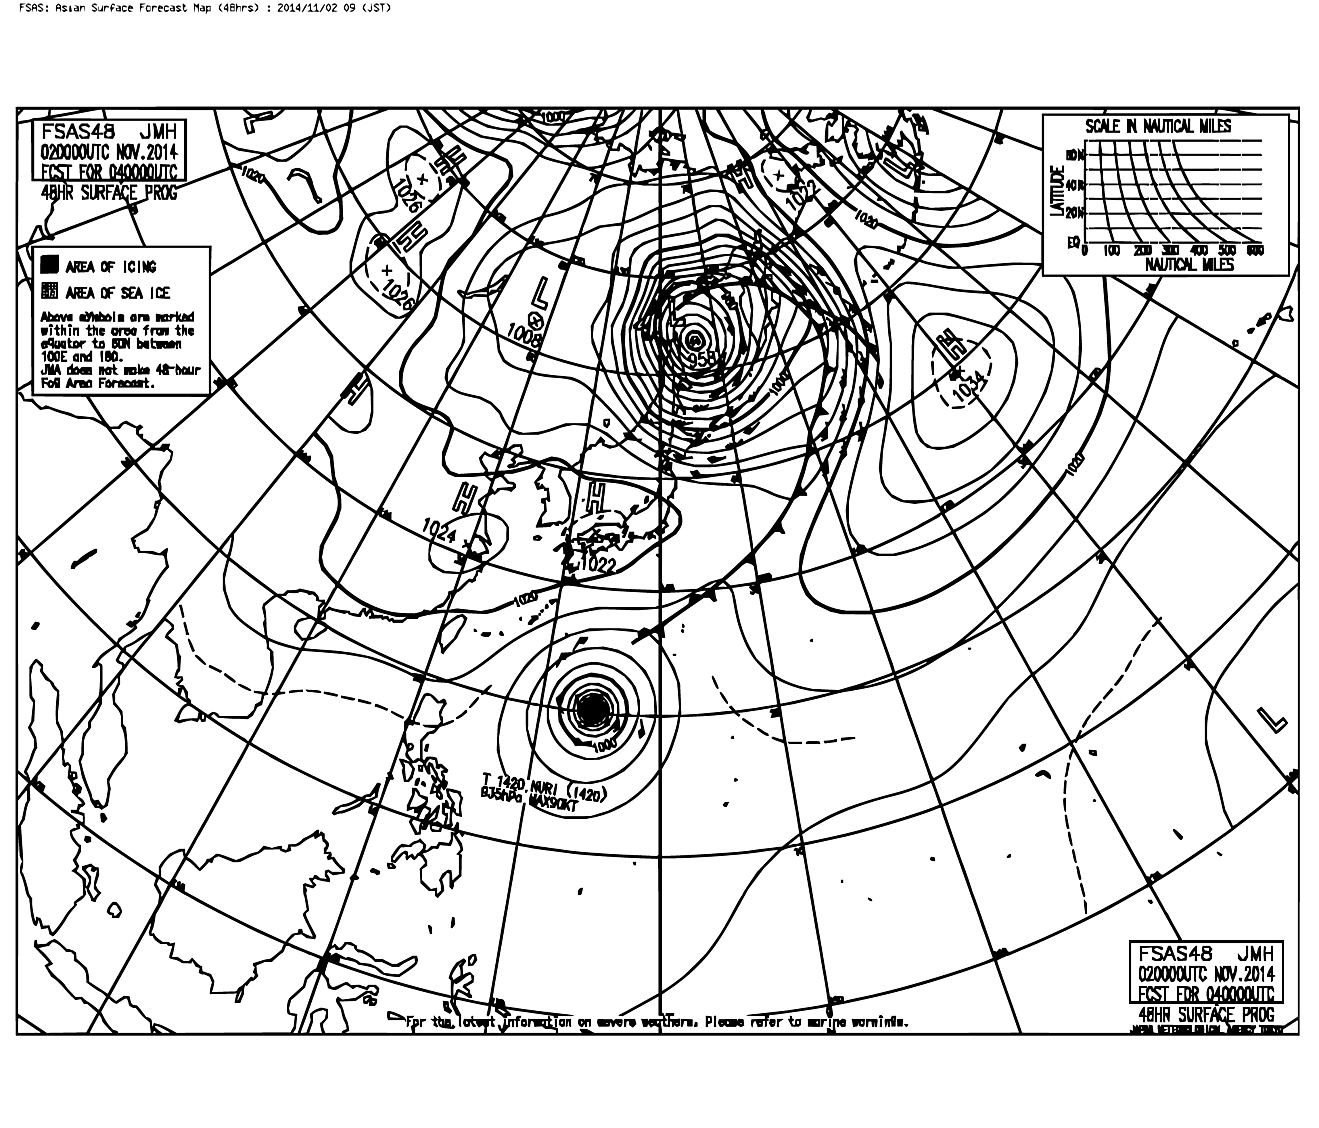 FSAS: Asian Surface Forecast Map (48hrs) : 2014/11/02 09 (JST)
FSAS48 JMH
020000UTC NOV.2014
FCST FOR 040000UTC
48HR SURFACE PROG
SCALE IN NAUTICAL MILES
LATITUDE
60N
40N
20N
EQ
0 100 200 300 400 500 600
NAUTICAL MILES
AREA OF ICING
AREA OF SEA ICE
Above symbols are marked
within the area from the
equator to 60N between
100E and 180.
JMA does not make 48-hour
Fog Area Forecast.
1000
L
1020
H
1026
H
1026
H
1022
1020
L
L
1008
958
1000
H
1034
1020
H
H
1024
H
1022
1020
1000
T 1420 NURI (1420)
MAX90KT
L
FSAS48 JMH
020000UTC NOV.2014
FCST FOR 040000UTC
48HR SURFACE PROG
JAPAN METEOROLOGICAL AGENCY TOKYO
For the latest information on severe weathers, Please refer to marine warnings.